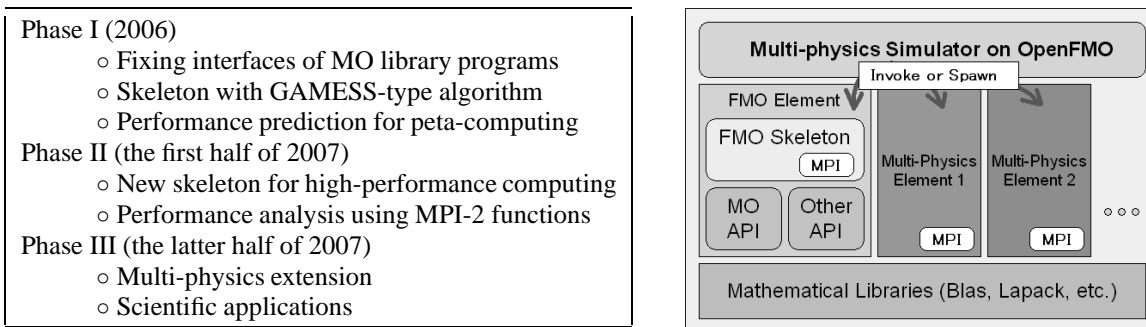 Phase I (2006)
○ Fixing interfaces of MO library programs
○ Skeleton with GAMESS-type algorithm
○ Performance prediction for peta-computing
Phase II (the first half of 2007)
○ New skeleton for high-performance computing
○ Performance analysis using MPI-2 functions
Phase III (the latter half of 2007)
○ Multi-physics extension
○ Scientific applications
Multi-physics Simulator on OpenFMO
Invoke or Spawn
FMO Element
FMO Skeleton
MPI
MO
API
Other
API
Multi-Physics
Element 1
MPI
Multi-Physics
Element 2
MPI
○○○
Mathematical Libraries (Blas, Lapack, etc.)